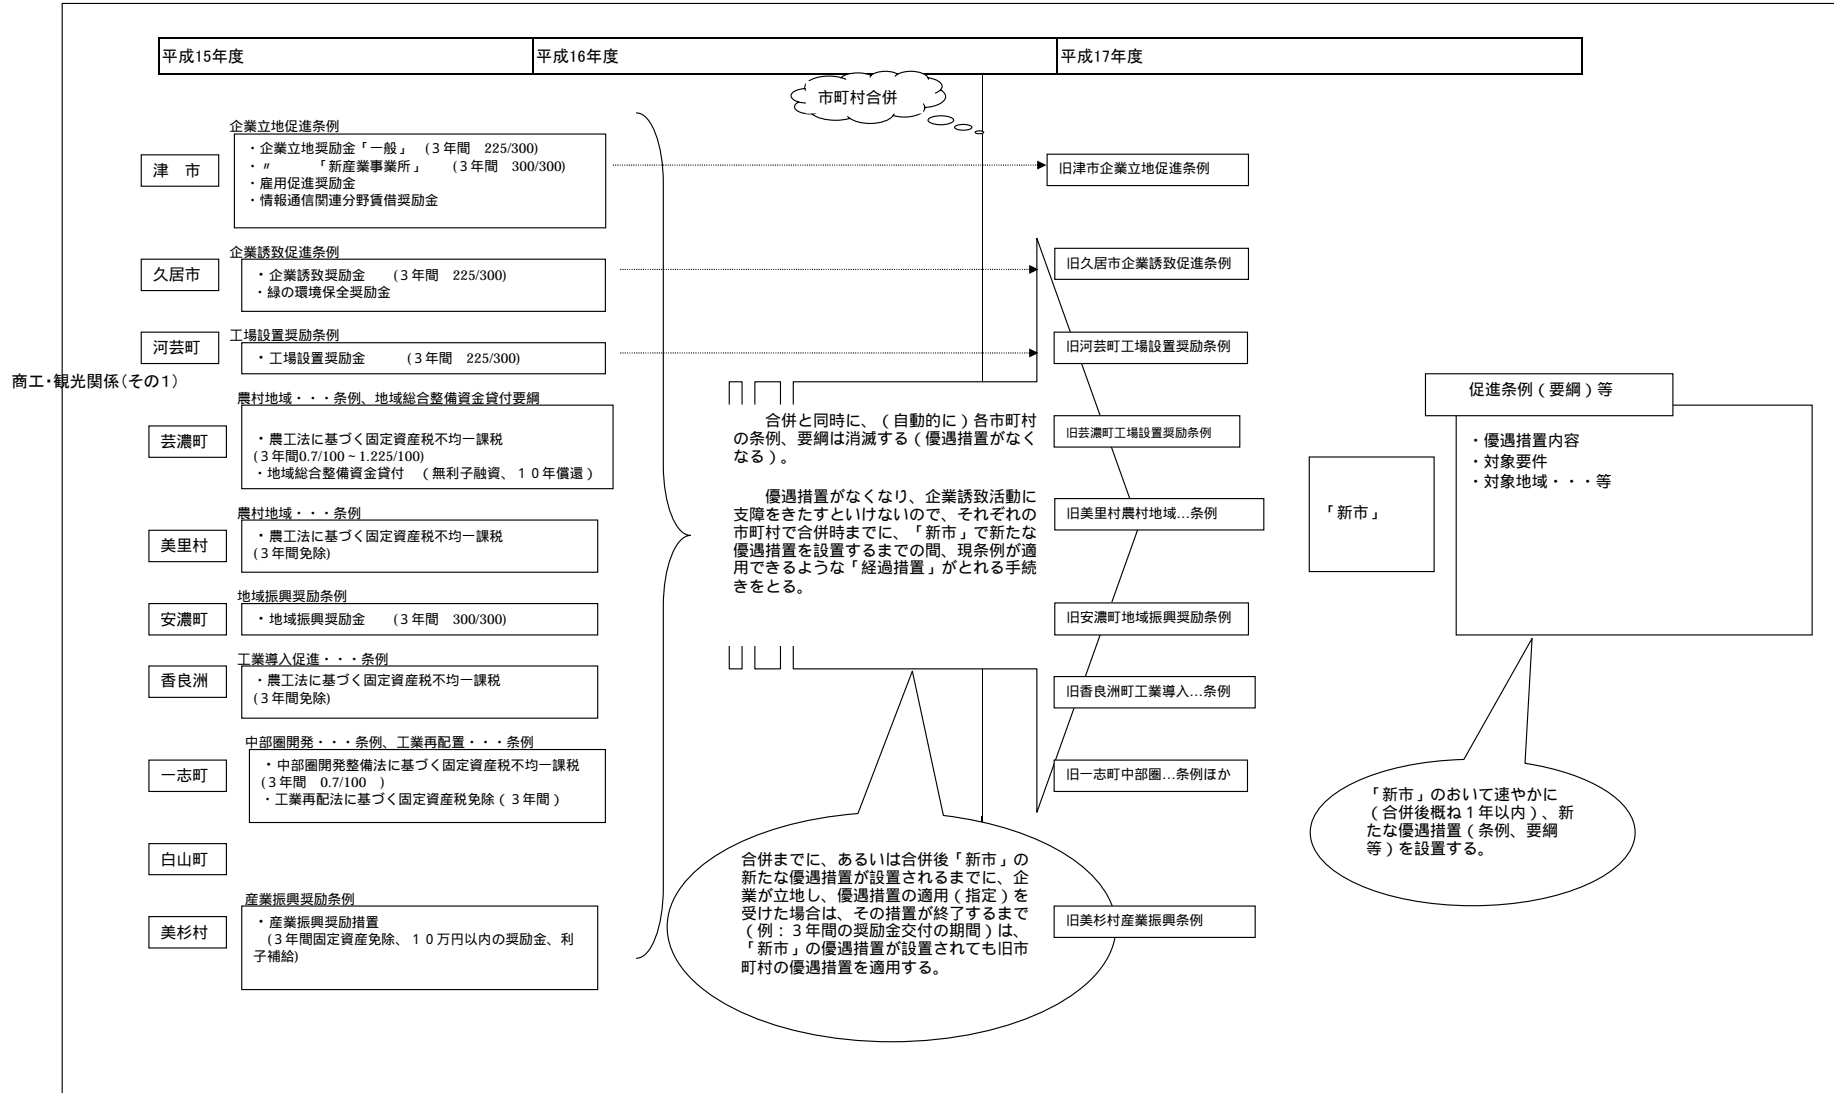 平成15年度
平成16年度
平成17年度
市町村合併
商工・観光関係(その１)
津　市
企業立地促進条例
・企業立地奨励金「一般」　(３年間　225/300)
・〃　　　「新産業事業所」　　(３年間　300/300)
・雇用促進奨励金
・情報通信関連分野賃借奨励金
旧津市企業立地促進条例
久居市
企業誘致促進条例
・企業誘致奨励金　　(３年間　225/300)
・緑の環境保全奨励金
旧久居市企業誘致促進条例
河芸町
工場設置奨励条例
・工場設置奨励金　　　(３年間　225/300)
旧河芸町工場設置奨励条例
芸濃町
農村地域・・・条例、地域総合整備資金貸付要綱
・農工法に基づく固定資産税不均一課税
(３年間0.7/100～1.225/100)
・地域総合整備資金貸付　（無利子融資、１０年償還）
旧芸濃町工場設置奨励条例
美里村
農村地域・・・条例
・農工法に基づく固定資産税不均一課税
(３年間免除)
旧美里村農村地域…条例
安濃町
地域振興奨励条例
・地域振興奨励金　　(３年間　300/300)
旧安濃町地域振興奨励条例
香良洲
工業導入促進・・・条例
・農工法に基づく固定資産税不均一課税
(３年間免除)
旧香良洲町工業導入…条例
一志町
中部圏開発・・・条例、工業再配置・・・条例
・中部圏開発整備法に基づく固定資産税不均一課税
(３年間　0.7/100　)
・工業再配法に基づく固定資産税免除（３年間）
旧一志町中部圏…条例ほか
白山町
美杉村
産業振興奨励条例
・産業振興奨励措置
(３年間固定資産免除、１０万円以内の奨励金、利
子補給)
旧美杉村産業振興条例
合併と同時に、（自動的に）各市町村
の条例、要綱は消滅する（優遇措置がなく
なる）。
優遇措置がなくなり、企業誘致活動に
支障をきたすといけないので、それぞれの
市町村で合併時までに、「新市」で新たな
優遇措置を設置するまでの間、現条例が適
用できるような「経過措置」がとれる手続
きをとる。
合併までに、あるいは合併後「新市」の
新たな優遇措置が設置されるまでに、企
業が立地し、優遇措置の適用（指定）を
受けた場合は、その措置が終了するまで
（例：３年間の奨励金交付の期間）は、
「新市」の優遇措置が設置されても旧市
町村の優遇措置を適用する。
「新市」
促進条例（要綱）等
・優遇措置内容
・対象要件
・対象地域・・・等
「新市」のおいて速やかに
（合併後概ね１年以内）、新
たな優遇措置（条例、要綱
等）を設置する。